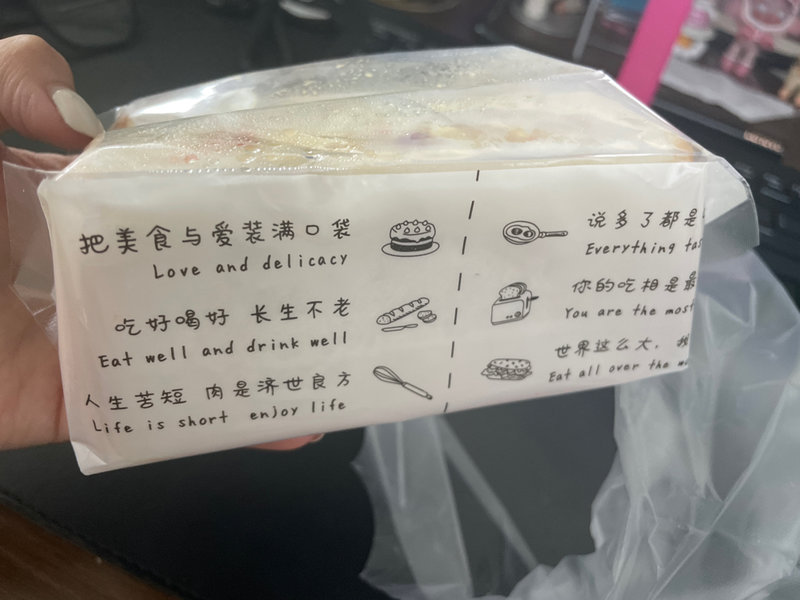 把美食与爱装满口袋
Love and delicacy
吃好喝好 长生不老
Eat well and drink well
人生苦短 肉是济世良方
Life is short enjoy life
说多了都是
Everything
你的吃相是最
You are the most
世界这么大,
Eat all over the